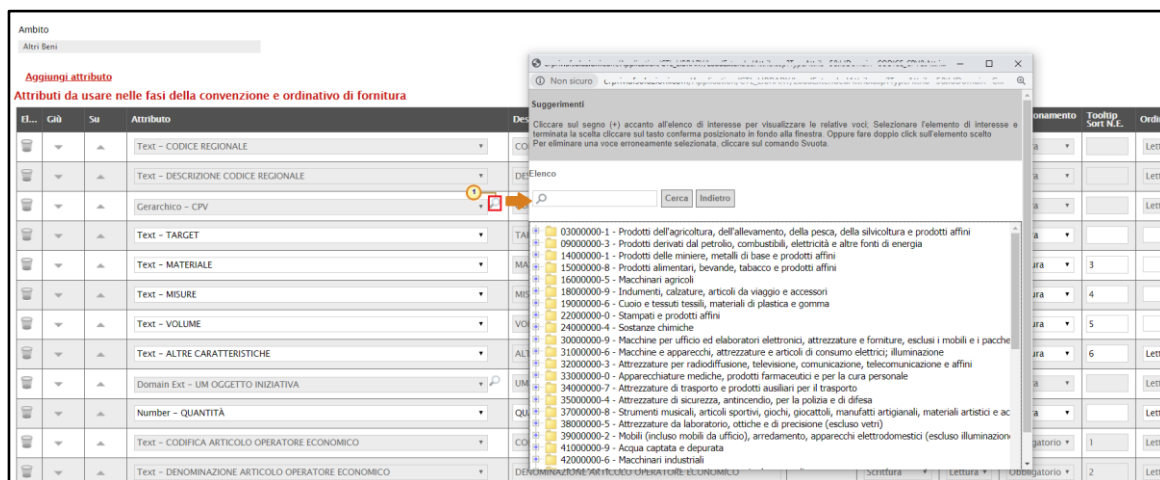 Ambito
Altri Beni
Aggiungi attributo
Attributi da usare nelle fasi della convenzione e ordinativo di fornitura
El... Giù Su Attributo
Text - CODICE REGIONALE
Text - DESCRIZIONE CODICE REGIONALE
1
Gerarchico - CPV
Text - TARGET
Text - MATERIALE
Text - MISURE
Text - VOLUME
Text - ALTRE CARATTERISTICHE
Domain Ext - UM OGGETTO INIZIATIVA
Number - QUANTITÀ
Text - CODIFICA ARTICOLO OPERATORE ECONOMICO
Text - DENOMINAZIONE ARTICOLO OPERATORE ECONOMICO
DENOMINAZIONE ARTICOLO OPERATORE ECONOMICO Scrittura Lettura Obbligatorio 2
Non sicuro
Suggerimenti
Cliccare sul segno (+) accanto all'elenco di interesse per visualizzare le relative voci; Selezionare l'elemento di interesse e
terminata la scelta cliccare sul tasto conferma posizionato in fondo alla finestra. Oppure fare doppio click sull'elemento scelto
Per eliminare una voce erroneamente selezionata, cliccare sul comando Svuota.
Elenco
Cerca Indietro
03000000-1 - Prodotti dell'agricoltura, dell'allevamento, della pesca, della silvicoltura e prodotti affini
09000000-3 - Prodotti derivati dal petrolio, combustibili, elettricità e altre fonti di energia
14000000-1 - Prodotti delle miniere, metalli di base e prodotti affini
15000000-8 - Prodotti alimentari, bevande, tabacco e prodotti affini
16000000-5 - Macchinari agricoli
18000000-9 - Indumenti, calzature, articoli da viaggio e accessori
19000000-6 - Cuoio e tessuti tessili, materiali di plastica e gomma
22000000-0 - Stampati e prodotti affini
24000000-4 - Sostanze chimiche
30000000-9 - Macchine per ufficio ed elaboratori elettronici, attrezzature e forniture, esclusi i mobili e i pacche
31000000-6 - Macchine e apparecchi, attrezzature e articoli di consumo elettrici; illuminazione
32000000-3 - Attrezzature per radiodiffusione, televisione, comunicazione, telecomunicazione e affini
33000000-0 - Apparecchiature mediche, prodotti farmaceutici e per la cura personale
34000000-7 - Attrezzature di trasporto e prodotti ausiliari per il trasporto
35000000-4 - Attrezzature di sicurezza, antincendio, per la polizia e di difesa
37000000-8 - Strumenti musicali, articoli sportivi, giochi, giocattoli, manufatti artigianali, materiali artistici e ac
38000000-5 - Attrezzature da laboratorio, ottiche e di precisione (escluso vetri)
39000000-2 - Mobili (incluso mobili da ufficio), arredamento, apparecchi elettrodomestici (escluso illuminazion
41000000-9 - Acqua captata e depurata
42000000-6 - Macchinari industriali
Tooltip
Sort N.E.
3
4
5
6
1